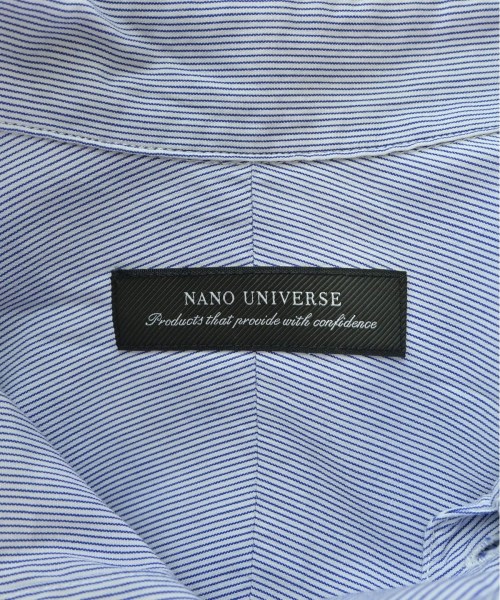 NANO UNIVERSE
Products that provide with confidence